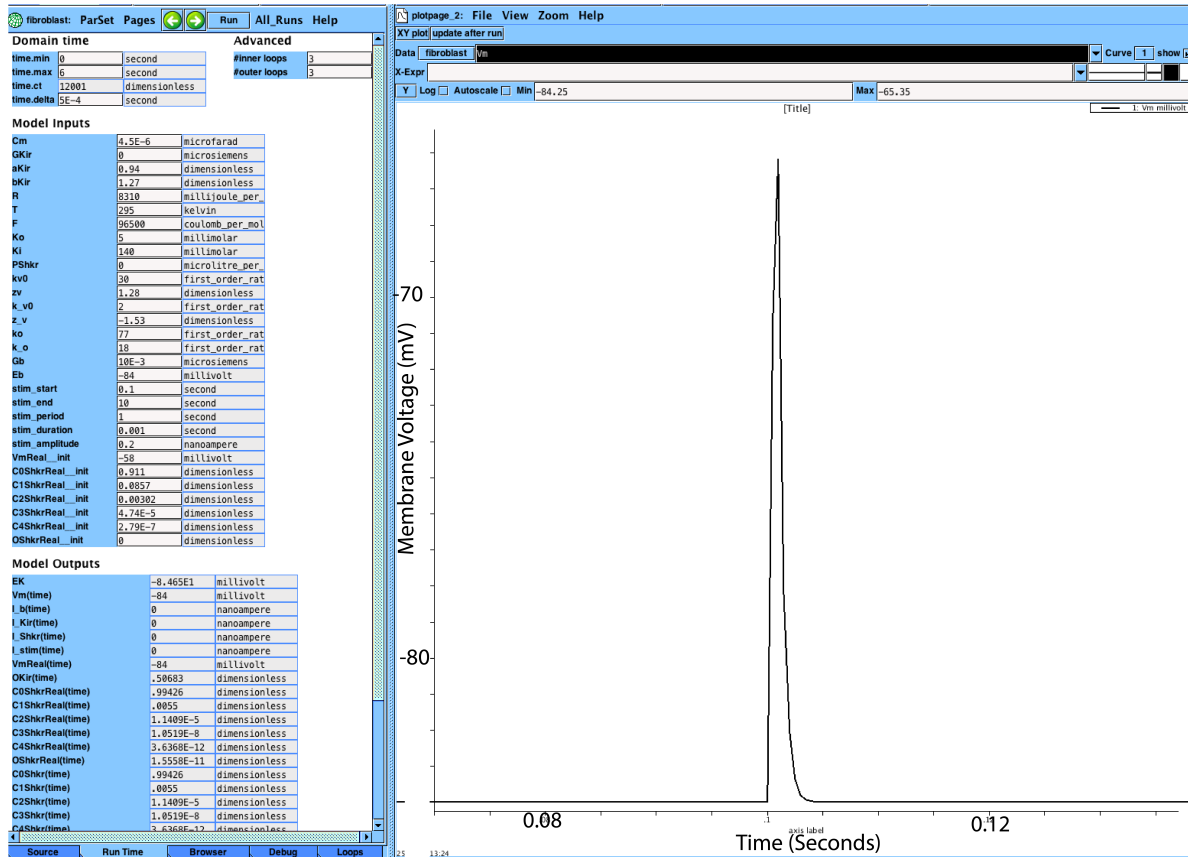 fibroblast: ParSet Pages Run All_Runs Help
Domain time
time.min 0 second
time.max 6 second
time.ct 12001 dimensionless
time.delta 5E-4 second
Advanced
#inner loops 3
#outer loops 3
Model Inputs
Cm 4.5E-6 microfarad
GKir 0 microsiemens
aKir 0.94 dimensionless
bKir 1.27 dimensionless
R 8310 millijoule_per_
T 295 kelvin
F 96500 coulomb_per_mol
Ko 5 millimolar
Ki 140 millimolar
PShkr 0 microlitre_per_
kv0 30 first_order_rat
zv 1.28 dimensionless
k_v0 2 first_order_rat
z_v -1.53 dimensionless
ko 77 first_order_rat
k_o 18 first_order_rat
Gb 10E-3 microsiemens
Eb -84 millivolt
stim_start 0.1 second
stim_end 10 second
stim_period 1 second
stim_duration 0.001 second
stim_amplitude 0.2 nanoampere
VmReal__init -58 millivolt
C0ShkrReal__init 0.911 dimensionless
C1ShkrReal__init 0.0857 dimensionless
C2ShkrReal__init 0.00302 dimensionless
C3ShkrReal__init 4.74E-5 dimensionless
C4ShkrReal__init 2.79E-7 dimensionless
OShkrReal__init 0 dimensionless
Model Outputs
EK -8.465E1 millivolt
Vm(time) -84 millivolt
I_b(time) 0 nanoampere
I_Kir(time) 0 nanoampere
I_Shkr(time) 0 nanoampere
I_stim(time) 0 nanoampere
VmReal(time) -84 millivolt
OKir(time) .50683 dimensionless
C0ShkrReal(time) .99426 dimensionless
C1ShkrReal(time) .0055 dimensionless
C2ShkrReal(time) 1.1409E-5 dimensionless
C3ShkrReal(time) 1.0519E-8 dimensionless
C4ShkrReal(time) 3.6368E-12 dimensionless
OShkrReal(time) 1.5558E-11 dimensionless
C0Shkr(time) .99426 dimensionless
C1Shkr(time) .0055 dimensionless
C2Shkr(time) 1.1409E-5 dimensionless
C3Shkr(time) 1.0519E-8 dimensionless
C4Shkr(time) 3.6368E-12 dimensionless
Source Run Time Browser Debug Loops
plotpage_2: File View Zoom Help
XY plot update after run
Data fibroblast Vm Curve 1 show
X-Expr
Y Log Autoscale Min -84.25 Max -65.35
[Title]
1: Vm millivolt
-70
Membrane Voltage (mV)
-80
0.08 .1 0.12
axis label
Time (Seconds)
25 13:24